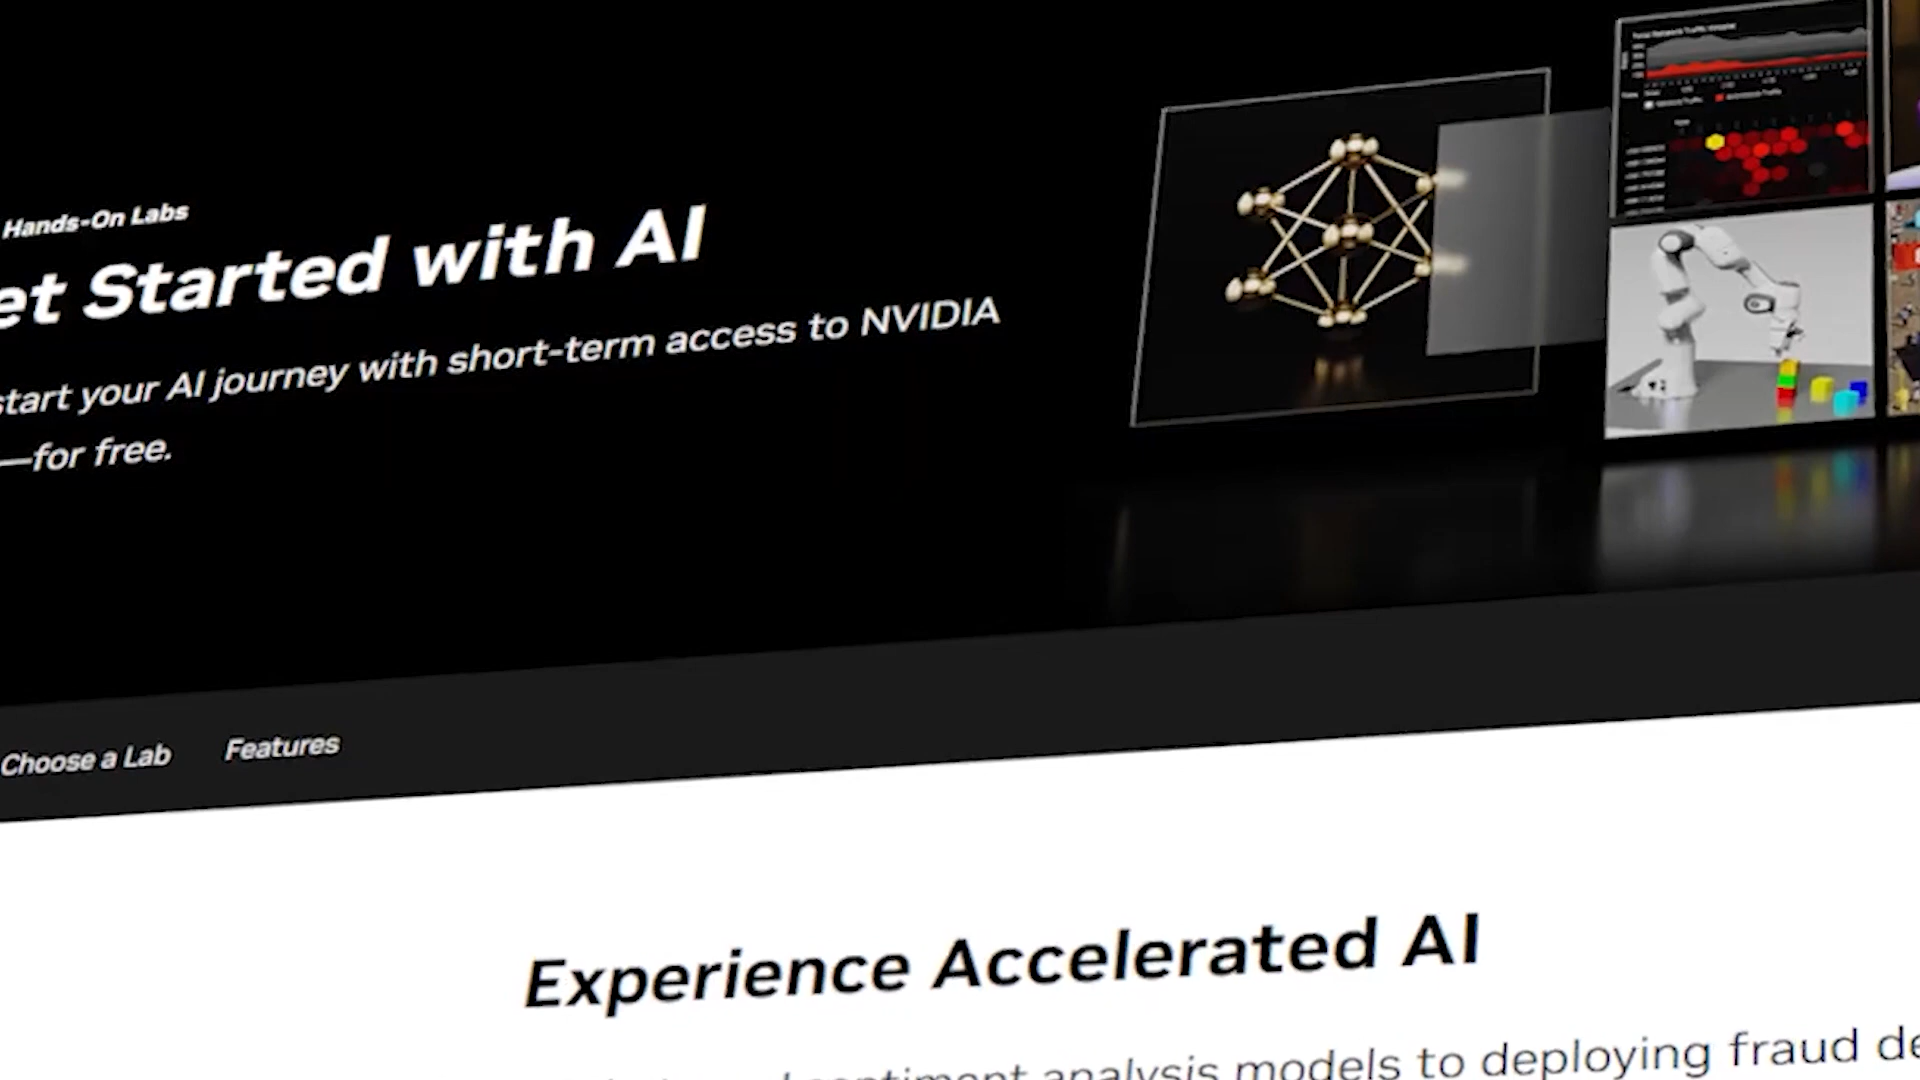 Hands-On Labs
et Started with AI
start your AI journey with short-term access to NVIDIA
—for free.
Choose a Lab Features
Experience Accelerated AI
sentiment analysis models to deploying fraud de